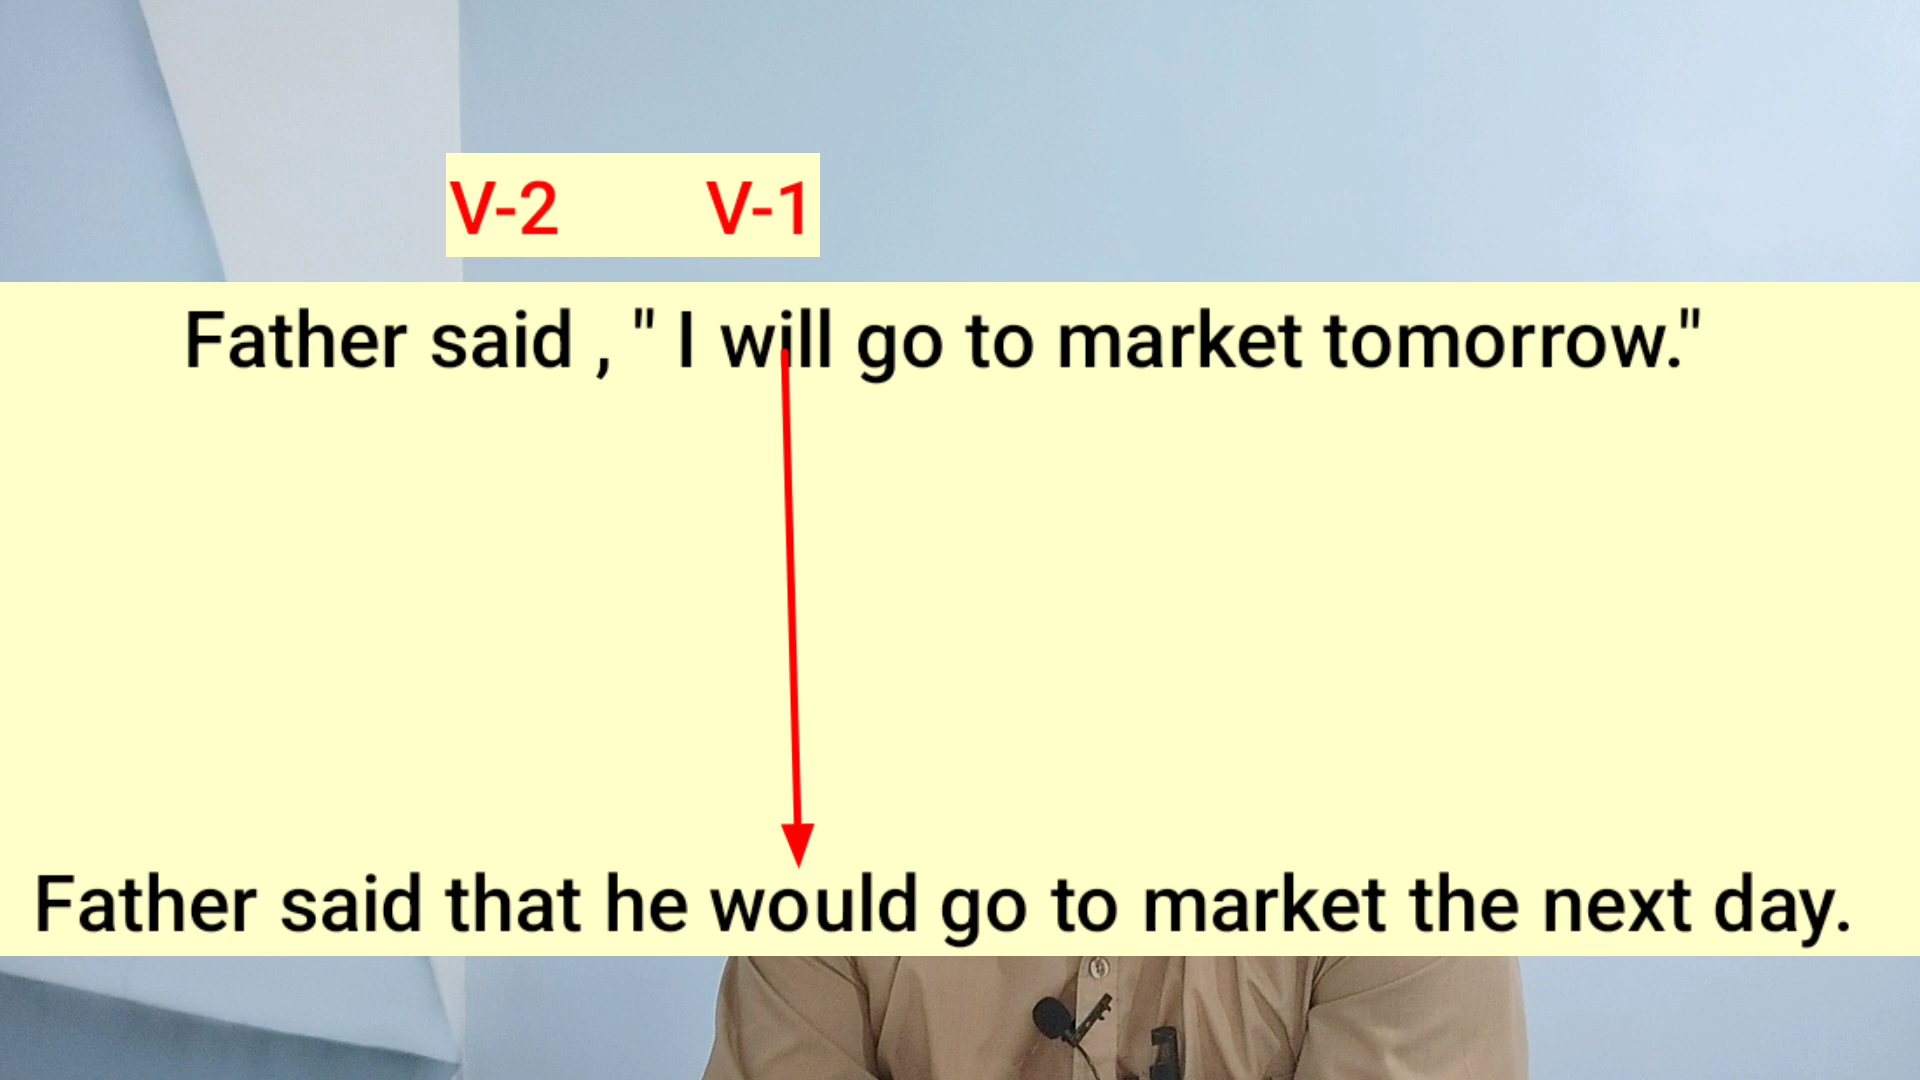 V-2 V-1
Father said , " I will go to market tomorrow."
Father said that he would go to market the next day.